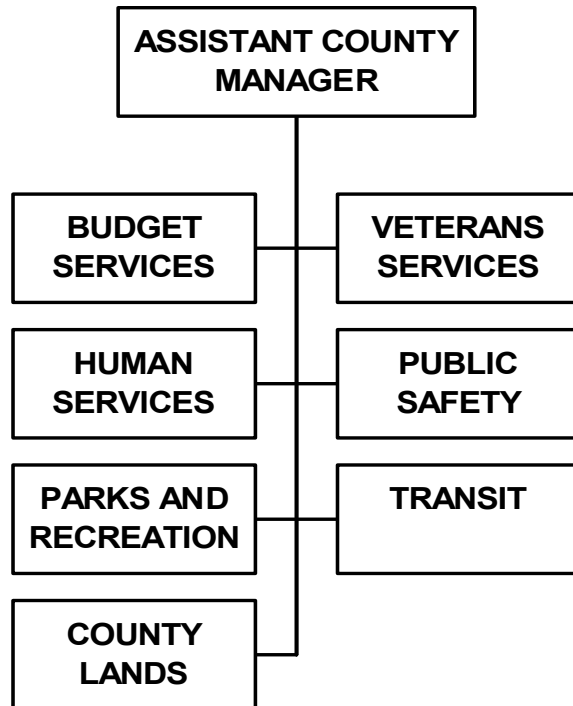 ASSISTANT COUNTY
MANAGER
BUDGET
SERVICES
VETERANS
SERVICES
HUMAN
SERVICES
PUBLIC
SAFETY
PARKS AND
RECREATION
TRANSIT
COUNTY
LANDS